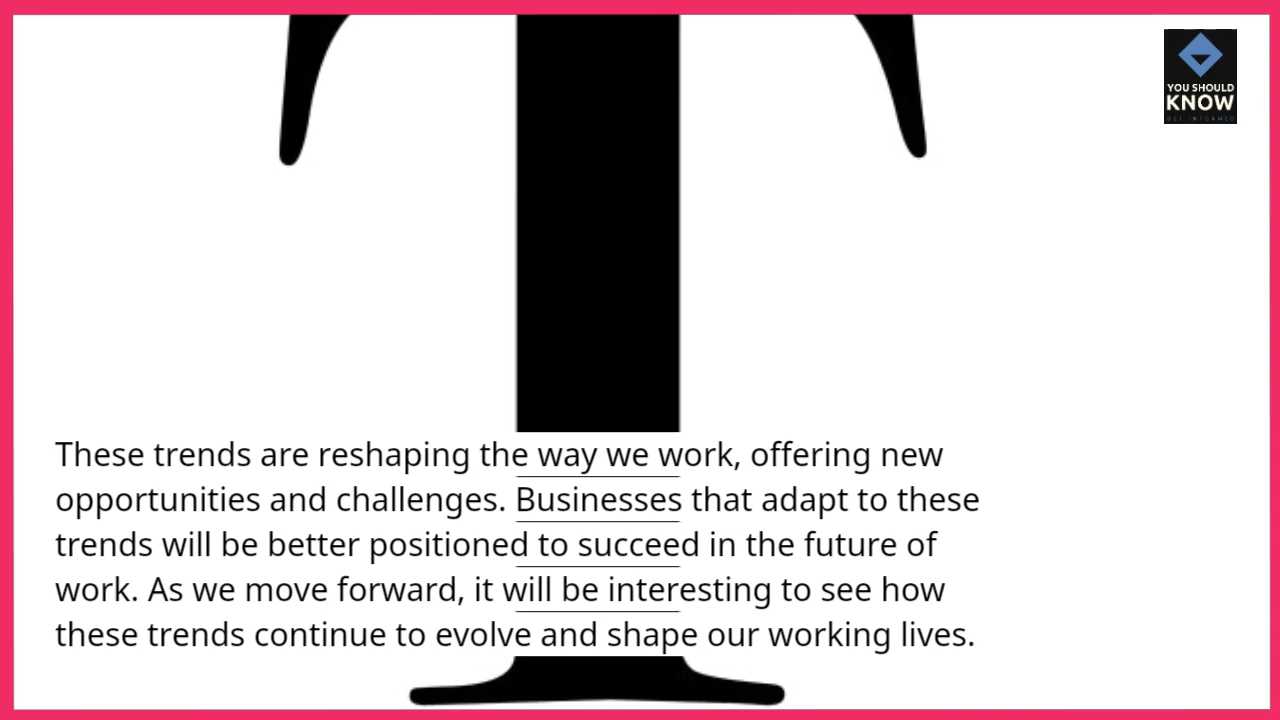 T
YOU SHOULD
KNOW
GET INFORMED
These trends are reshaping the way we work, offering new
opportunities and challenges. Businesses that adapt to these
trends will be better positioned to succeed in the future of
work. As we move forward, it will be interesting to see how
these trends continue to evolve and shape our working lives.